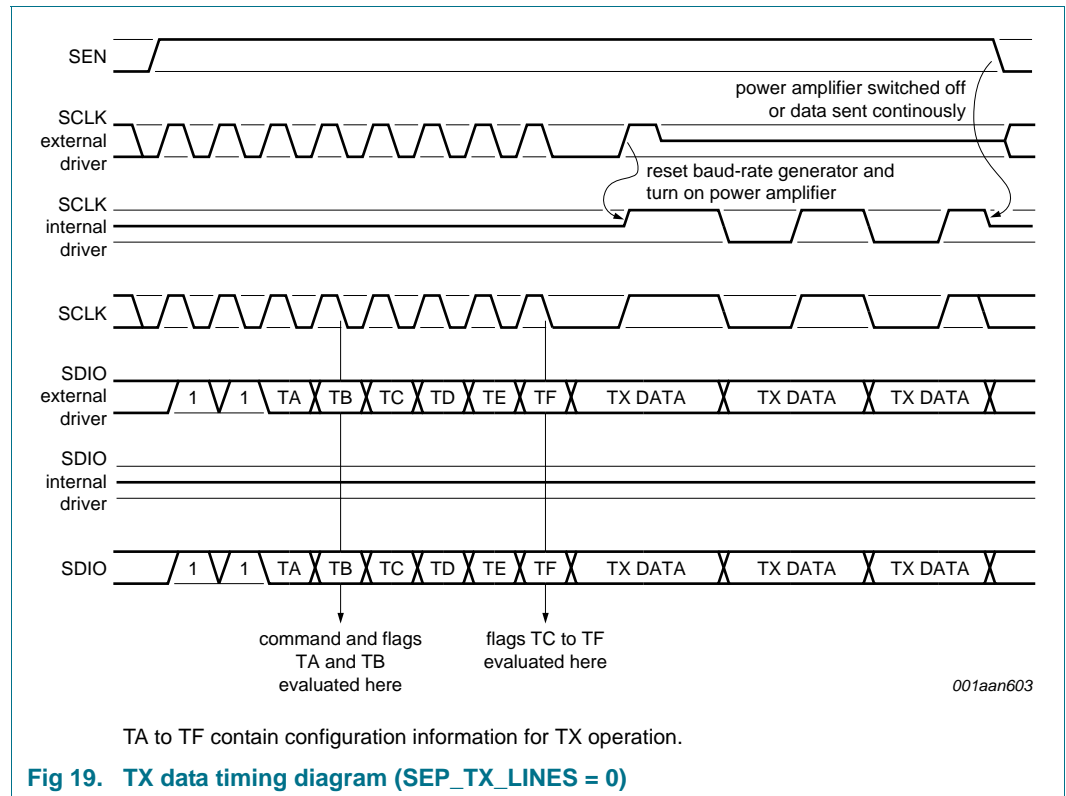 SEN
power amplifier switched off
or data sent continously
SCLK
external
driver
reset baud-rate generator and
turn on power amplifier
SCLK
internal
driver
SCLK
SDIO
external
driver
1 1 TA TB TC TD TE TF TX DATA TX DATA TX DATA
SDIO
internal
driver
SDIO 1 1 TA TB TC TD TE TF TX DATA TX DATA TX DATA
command and flags
TA and TB
evaluated here
flags TC to TF
evaluated here
001aan603
TA to TF contain configuration information for TX operation.
Fig 19. TX data timing diagram (SEP_TX_LINES = 0)